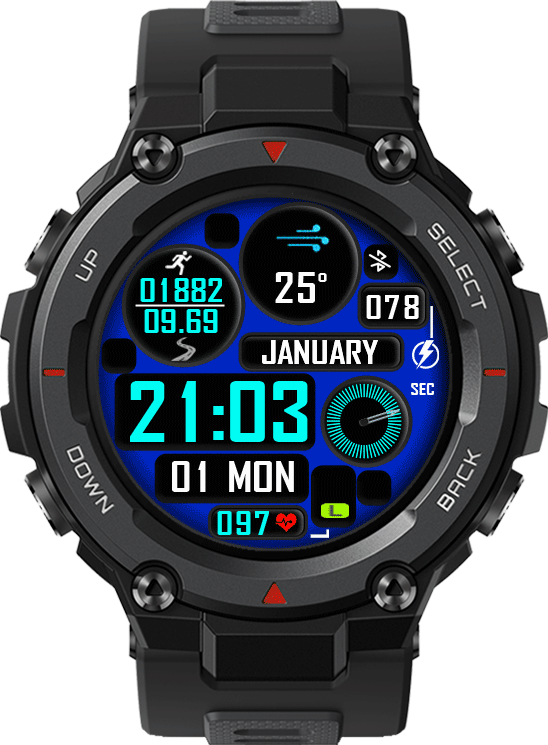 UP
SELECT
25°
01882
09.69
078
JANUARY
21:03
SEC
01 MON
L
097
DOWN
BACK